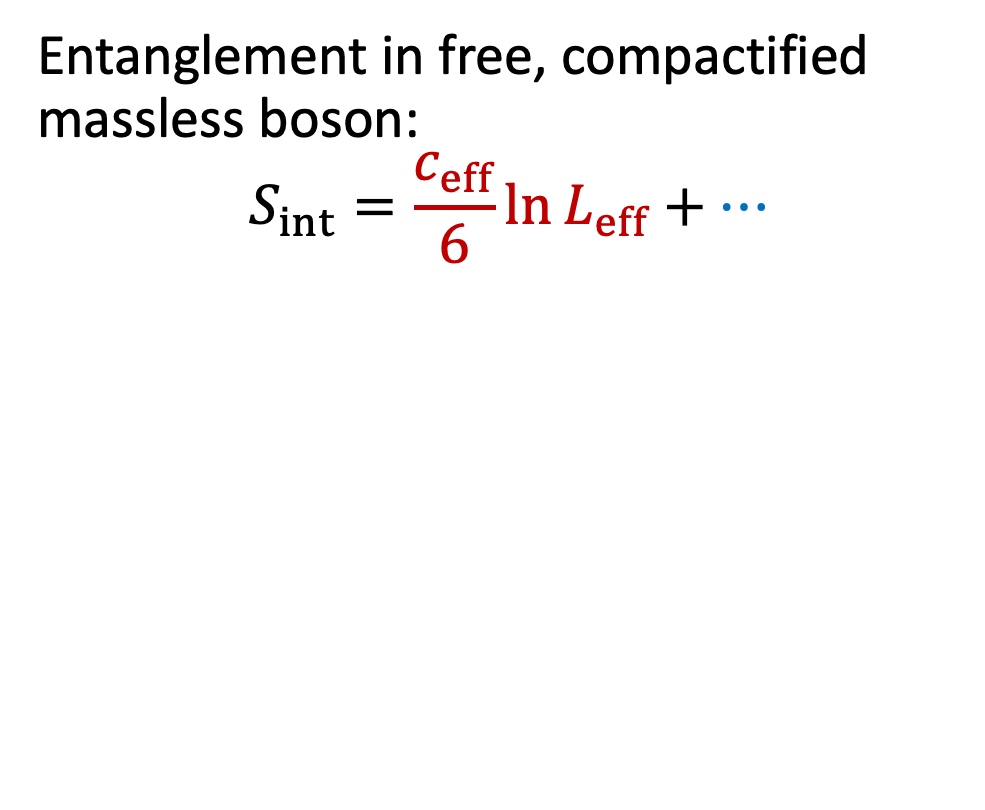 Entanglement in free, compactified
massless boson:
S_int = c_eff/6 ln L_eff + ⋯